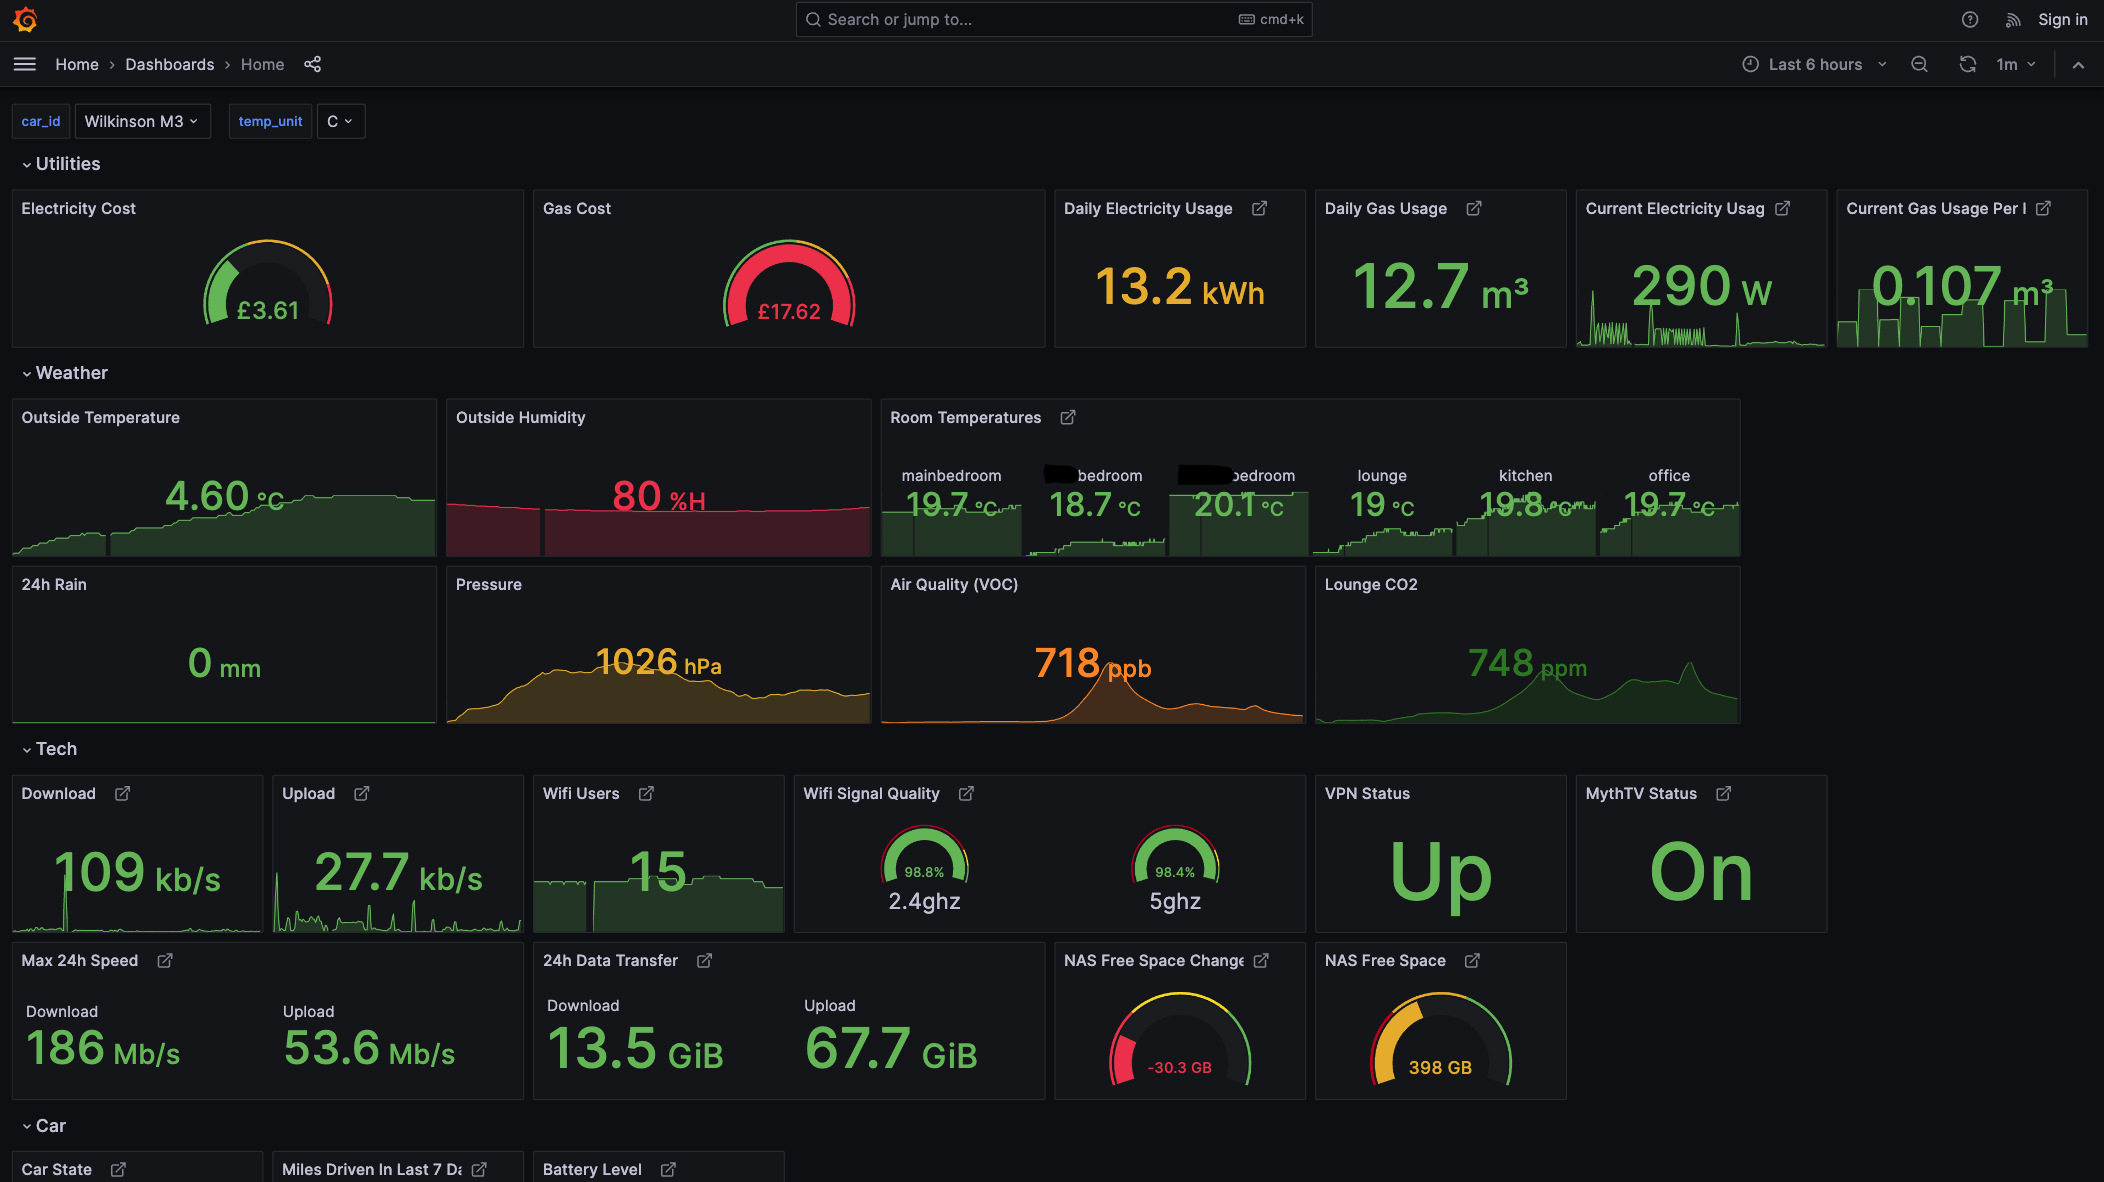 Search or jump to...
cmd+k
Sign in
Home › Dashboards › Home
Last 6 hours
1m
car_id
Wilkinson M3
temp_unit
C
Utilities
Electricity Cost
£3.61
Gas Cost
£17.62
Daily Electricity Usage
13.2 kWh
Daily Gas Usage
12.7 m³
Current Electricity Usag
290 W
Current Gas Usage Per
0.107 m³
Weather
Outside Temperature
4.60 °C
Outside Humidity
80 %H
Room Temperatures
mainbedroom
19.7 °C
bedroom
18.7 °C
bedroom
20.1 °C
lounge
19 °C
kitchen
19.8 °C
office
19.7 °C
24h Rain
0 mm
Pressure
1026 hPa
Air Quality (VOC)
718 ppb
Lounge CO2
748 ppm
Tech
Download
109 kb/s
Upload
27.7 kb/s
Wifi Users
15
Wifi Signal Quality
98.8%
2.4ghz
98.4%
5ghz
VPN Status
Up
MythTV Status
On
Max 24h Speed
Download
186 Mb/s
Upload
53.6 Mb/s
24h Data Transfer
Download
13.5 GiB
Upload
67.7 GiB
NAS Free Space Change
-30.3 GB
NAS Free Space
398 GB
Car
Car State
Miles Driven In Last 7 Da
Battery Level